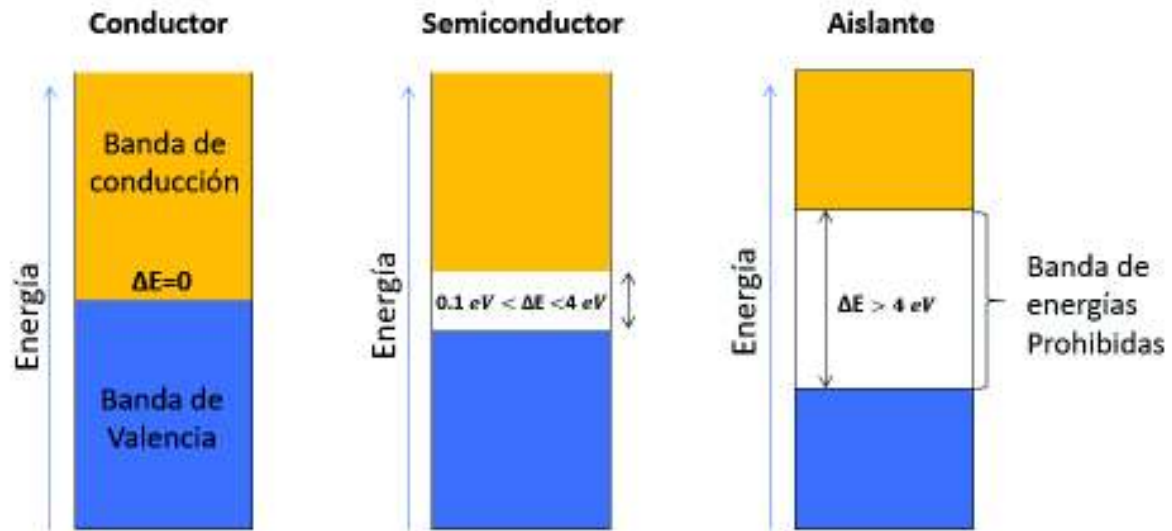 Conductor
Semiconductor
Aislante
Energía
Banda de
conducción
ΔE=0
Banda de
Valencia
Energía
0.1 eV < ΔE <4 eV
Energía
ΔE > 4 eV
Banda de
energías
Prohibidas